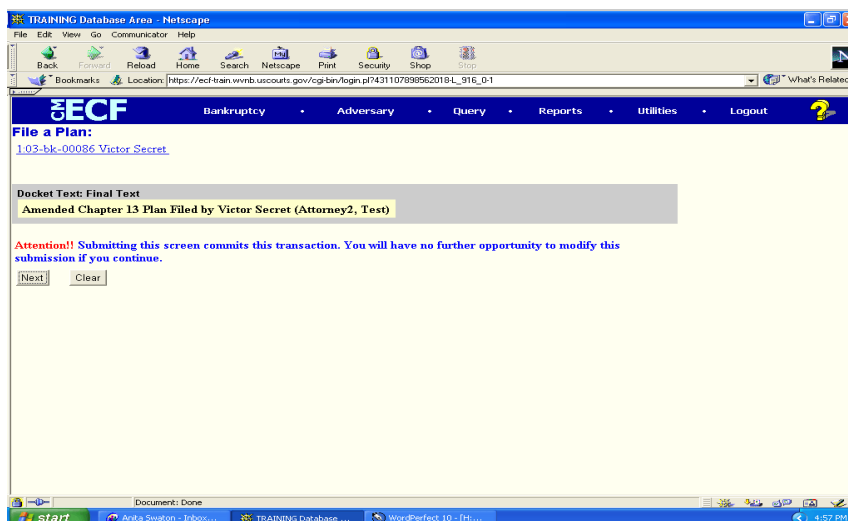 TRAINING Database Area - Netscape
File Edit View Go Communicator Help
Back Forward Reload Home Search Netscape Print Security Shop Stop
Bookmarks Location: https://ecf-train.wvnb.uscourts.gov/cgi-bin/login.pl?431107898562018-L_916_0-1 What's Related
CM ECF Bankruptcy • Adversary • Query • Reports • Utilities • Logout ?
File a Plan:
1:03-bk-00086 Victor Secret
Docket Text: Final Text
Amended Chapter 13 Plan Filed by Victor Secret (Attorney2, Test)
Attention!! Submitting this screen commits this transaction. You will have no further opportunity to modify this
submission if you continue.
Next Clear
Document: Done
start Anita Swaton - Inbox... TRAINING Database ... WordPerfect 10 - [H:... 4:57 PM